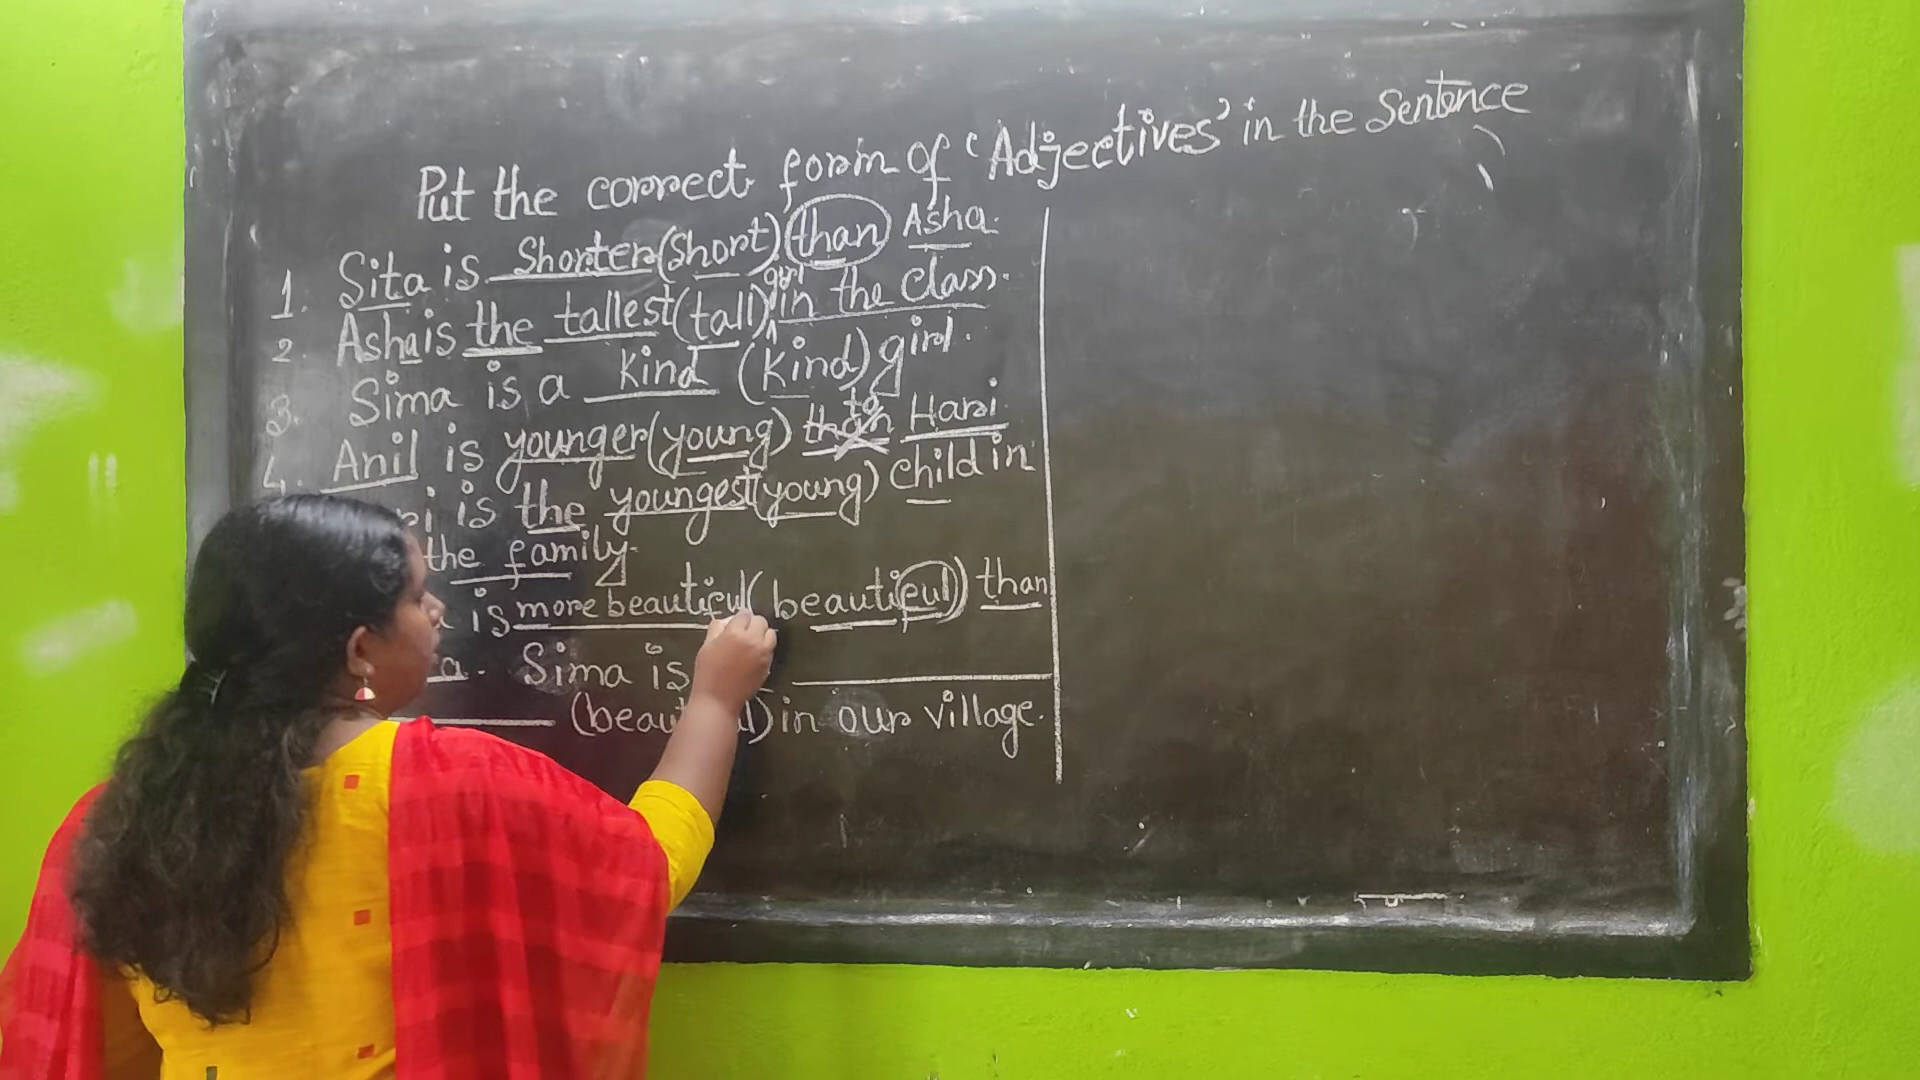 Put the correct form of 'Adjectives' in the Sentence
1. Sita is Shorter (Short) than Asha.
2. Asha is the tallest (tall) girl in the class.
3. Sima is a kind (kind) girl.
4. Anil is younger (young) than to Hari.
is the youngest (young) child in
the family.
is more beautiful (beautiful) than
Sima is
in our village.